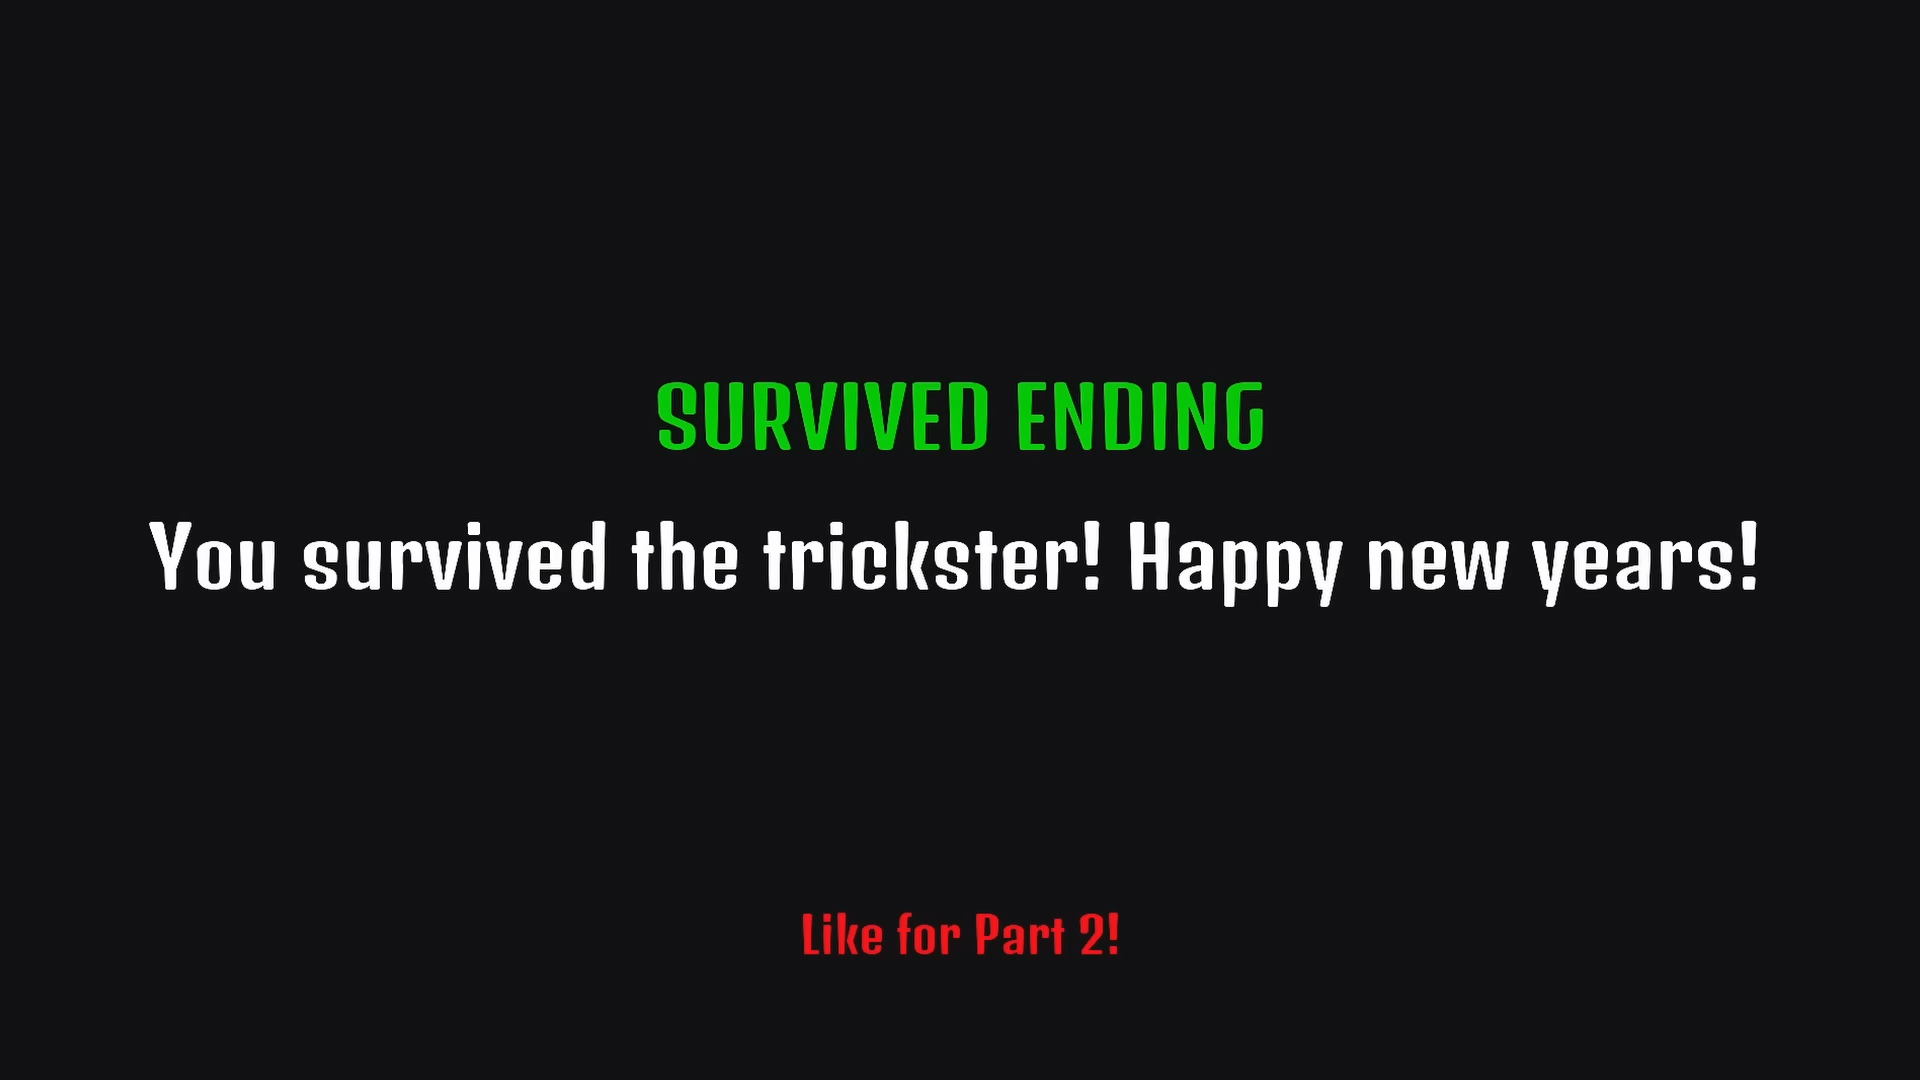 SURVIVED ENDING
You survived the trickster! Happy new years!
Like for Part 2!